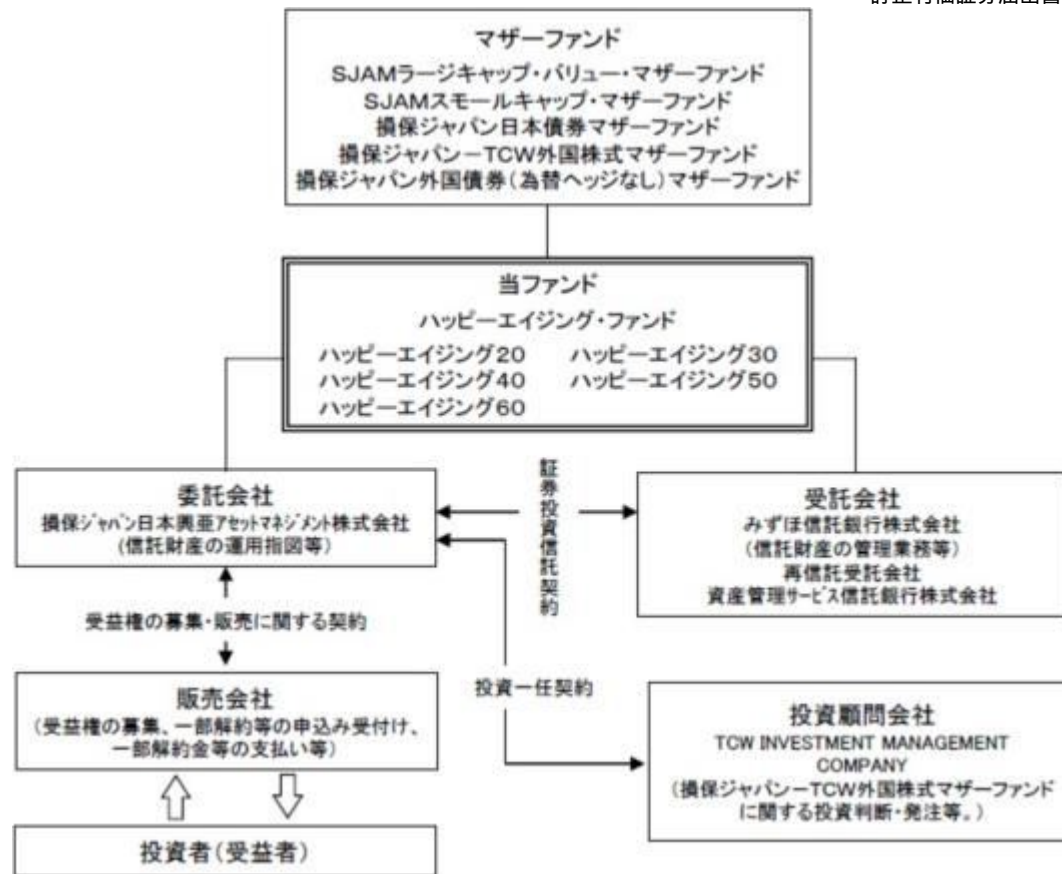 マザーファンド
SJAMラージキャップ・バリュー・マザーファンド
SJAMスモールキャップ・マザーファンド
損保ジャパン日本債券マザーファンド
損保ジャパン-TCW外国株式マザーファンド
損保ジャパン外国債券(為替ヘッジなし)マザーファンド
当ファンド
ハッピーエイジング・ファンド
ハッピーエイジング20 ハッピーエイジング30
ハッピーエイジング40 ハッピーエイジング50
ハッピーエイジング60
委託会社
損保ジャパン日本興亜アセットマネジメント株式会社
(信託財産の運用指図等)
証券投資信託契約
受託会社
みずほ信託銀行株式会社
(信託財産の管理業務等)
再信託受託会社
資産管理サービス信託銀行株式会社
受益権の募集・販売に関する契約
販売会社
(受益権の募集、一部解約等の申込み受付け、
一部解約金等の支払い等)
投資一任契約
投資顧問会社
TCW INVESTMENT MANAGEMENT
COMPANY
(損保ジャパン-TCW外国株式マザーファンド
に関する投資判断・発注等。)
投資者(受益者)